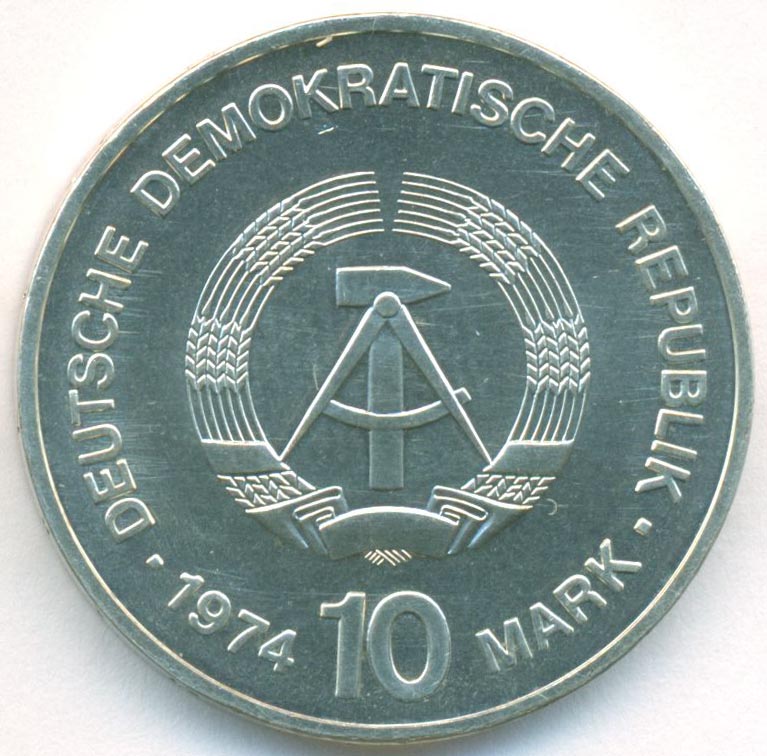 DEUTSCHE DEMOKRATISCHE REPUBLIK
· 1974 10 MARK ·